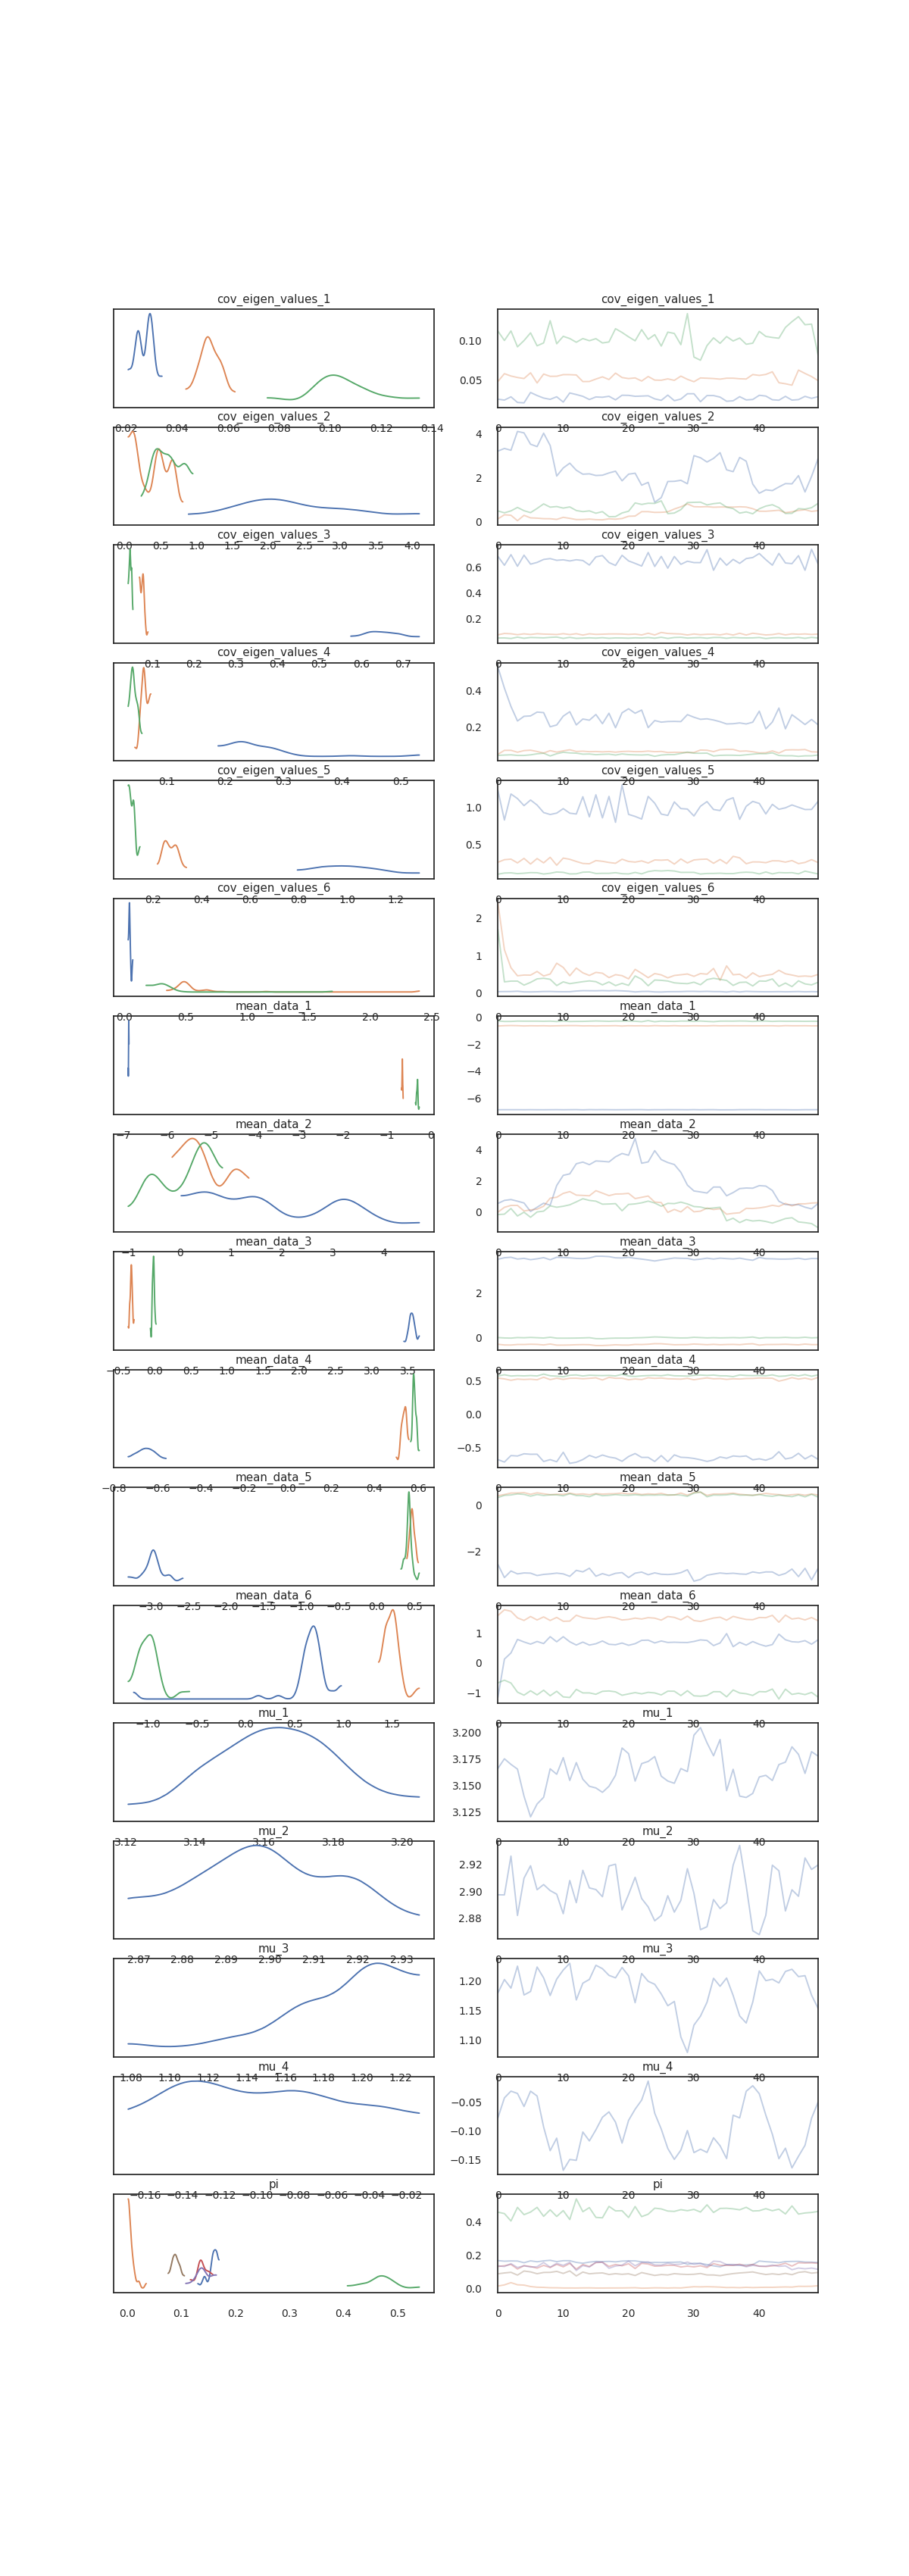 cov_eigen_values_1 cov_eigen_values_1
0.10
0.05
cov_eigen_values_2 cov_eigen_values_2
0.02 0.04 0.06 0.08 0.10 0.12 0.14 0 10 20 30 40
4
2
0
cov_eigen_values_3 cov_eigen_values_3
0.0 0.5 1.0 1.5 2.0 2.5 3.0 3.5 4.0 0 10 20 30 40
0.6
0.4
0.2
cov_eigen_values_4 cov_eigen_values_4
0.1 0.2 0.3 0.4 0.5 0.6 0.7 0 10 20 30 40
0.4
0.2
cov_eigen_values_5 cov_eigen_values_5
0.1 0.2 0.3 0.4 0.5 0 10 20 30 40
1.0
0.5
cov_eigen_values_6 cov_eigen_values_6
0.2 0.4 0.6 0.8 1.0 1.2 0 10 20 30 40
2
1
0
mean_data_1 mean_data_1
0.0 0.5 1.0 1.5 2.0 2.5 0 10 20 30 40
0
−2
−4
−6
mean_data_2 mean_data_2
−7 −6 −5 −4 −3 −2 −1 0 0 10 20 30 40
4
2
0
mean_data_3 mean_data_3
−1 0 1 2 3 4 0 10 20 30 40
2
0
mean_data_4 mean_data_4
−0.5 0.0 0.5 1.0 1.5 2.0 2.5 3.0 3.5 0 10 20 30 40
0.5
0.0
−0.5
mean_data_5 mean_data_5
−0.8 −0.6 −0.4 −0.2 0.0 0.2 0.4 0.6 0 10 20 30 40
0
−2
mean_data_6 mean_data_6
−3.0 −2.5 −2.0 −1.5 −1.0 −0.5 0.0 0.5 0 10 20 30 40
1
0
−1
mu_1 mu_1
−1.0 −0.5 0.0 0.5 1.0 1.5 0 10 20 30 40
3.200
3.175
3.150
3.125
mu_2 mu_2
3.12 3.14 3.16 3.18 3.20 0 10 20 30 40
2.92
2.90
2.88
mu_3 mu_3
2.87 2.88 2.89 2.90 2.91 2.92 2.93 0 10 20 30 40
1.20
1.15
1.10
mu_4 mu_4
1.08 1.10 1.12 1.14 1.16 1.18 1.20 1.22 0 10 20 30 40
−0.05
−0.10
−0.15
pi pi
−0.16 −0.14 −0.12 −0.10 −0.08 −0.06 −0.04 −0.02 0 10 20 30 40
0.4
0.2
0.0
0.0 0.1 0.2 0.3 0.4 0.5 0 10 20 30 40